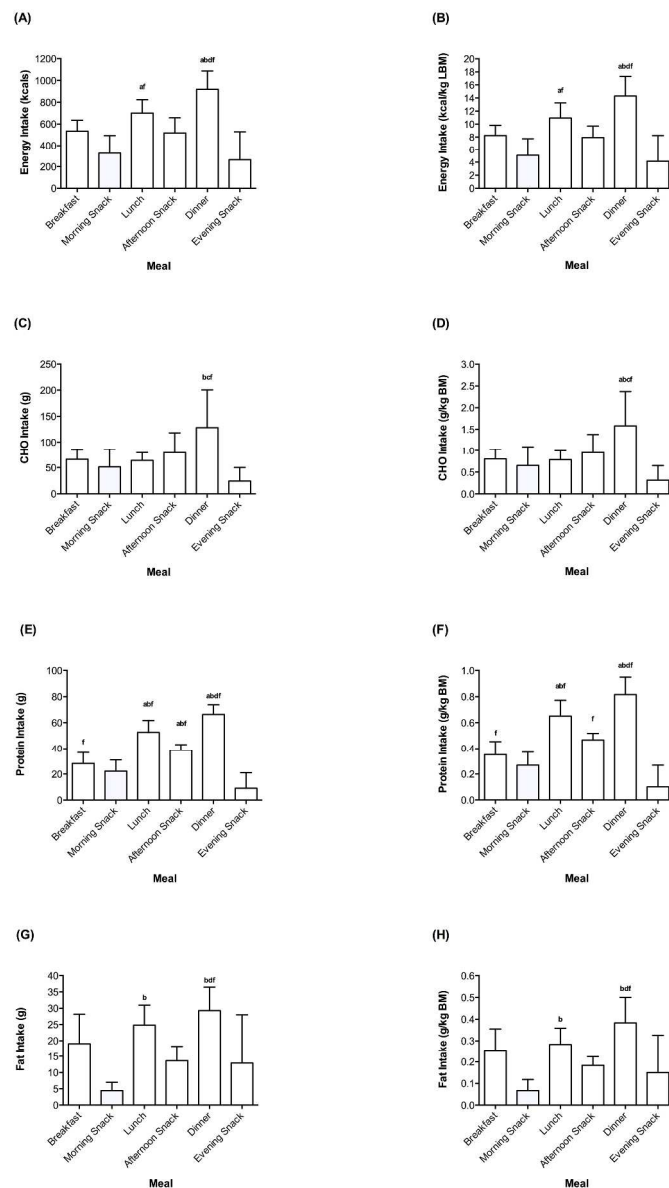 (A)
Energy Intake (kcals)
1200
1000
800
600
400
200
0
af
abdf
Breakfast
Morning Snack
Lunch
Afternoon Snack
Dinner
Evening Snack
Meal
(B)
Energy Intake (kcal/kg LBM)
20
18
16
14
12
10
8
6
4
2
0
af
abdf
Breakfast
Morning Snack
Lunch
Afternoon Snack
Dinner
Evening Snack
Meal
(C)
CHO Intake (g)
250
200
150
100
50
0
bcf
Breakfast
Morning Snack
Lunch
Afternoon Snack
Dinner
Evening Snack
Meal
(D)
CHO Intake (g/kg BM)
3.0
2.5
2.0
1.5
1.0
0.5
0.0
abcf
Breakfast
Morning Snack
Lunch
Afternoon Snack
Dinner
Evening Snack
Meal
(E)
Protein Intake (g)
100
80
60
40
20
0
f
abf
abf
abdf
Breakfast
Morning Snack
Lunch
Afternoon Snack
Dinner
Evening Snack
Meal
(F)
Protein Intake (g/kg BM)
1.0
0.8
0.6
0.4
0.2
0.0
f
abf
f
abdf
Breakfast
Morning Snack
Lunch
Afternoon Snack
Dinner
Evening Snack
Meal
(G)
Fat Intake (g)
40
35
30
25
20
15
10
5
0
b
bdf
Breakfast
Morning Snack
Lunch
Afternoon Snack
Dinner
Evening Snack
Meal
(H)
Fat Intake (g/kg BM)
0.6
0.5
0.4
0.3
0.2
0.1
0.0
b
bdf
Breakfast
Morning Snack
Lunch
Afternoon Snack
Dinner
Evening Snack
Meal